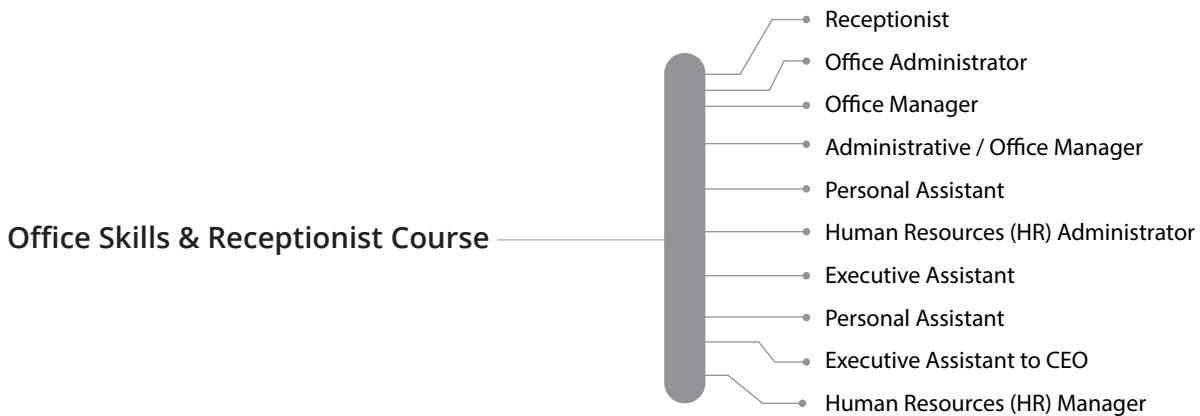 Receptionist
Office Administrator
Office Manager
Administrative / Office Manager
Personal Assistant
Office Skills & Receptionist Course
Human Resources (HR) Administrator
Executive Assistant
Personal Assistant
Executive Assistant to CEO
Human Resources (HR) Manager